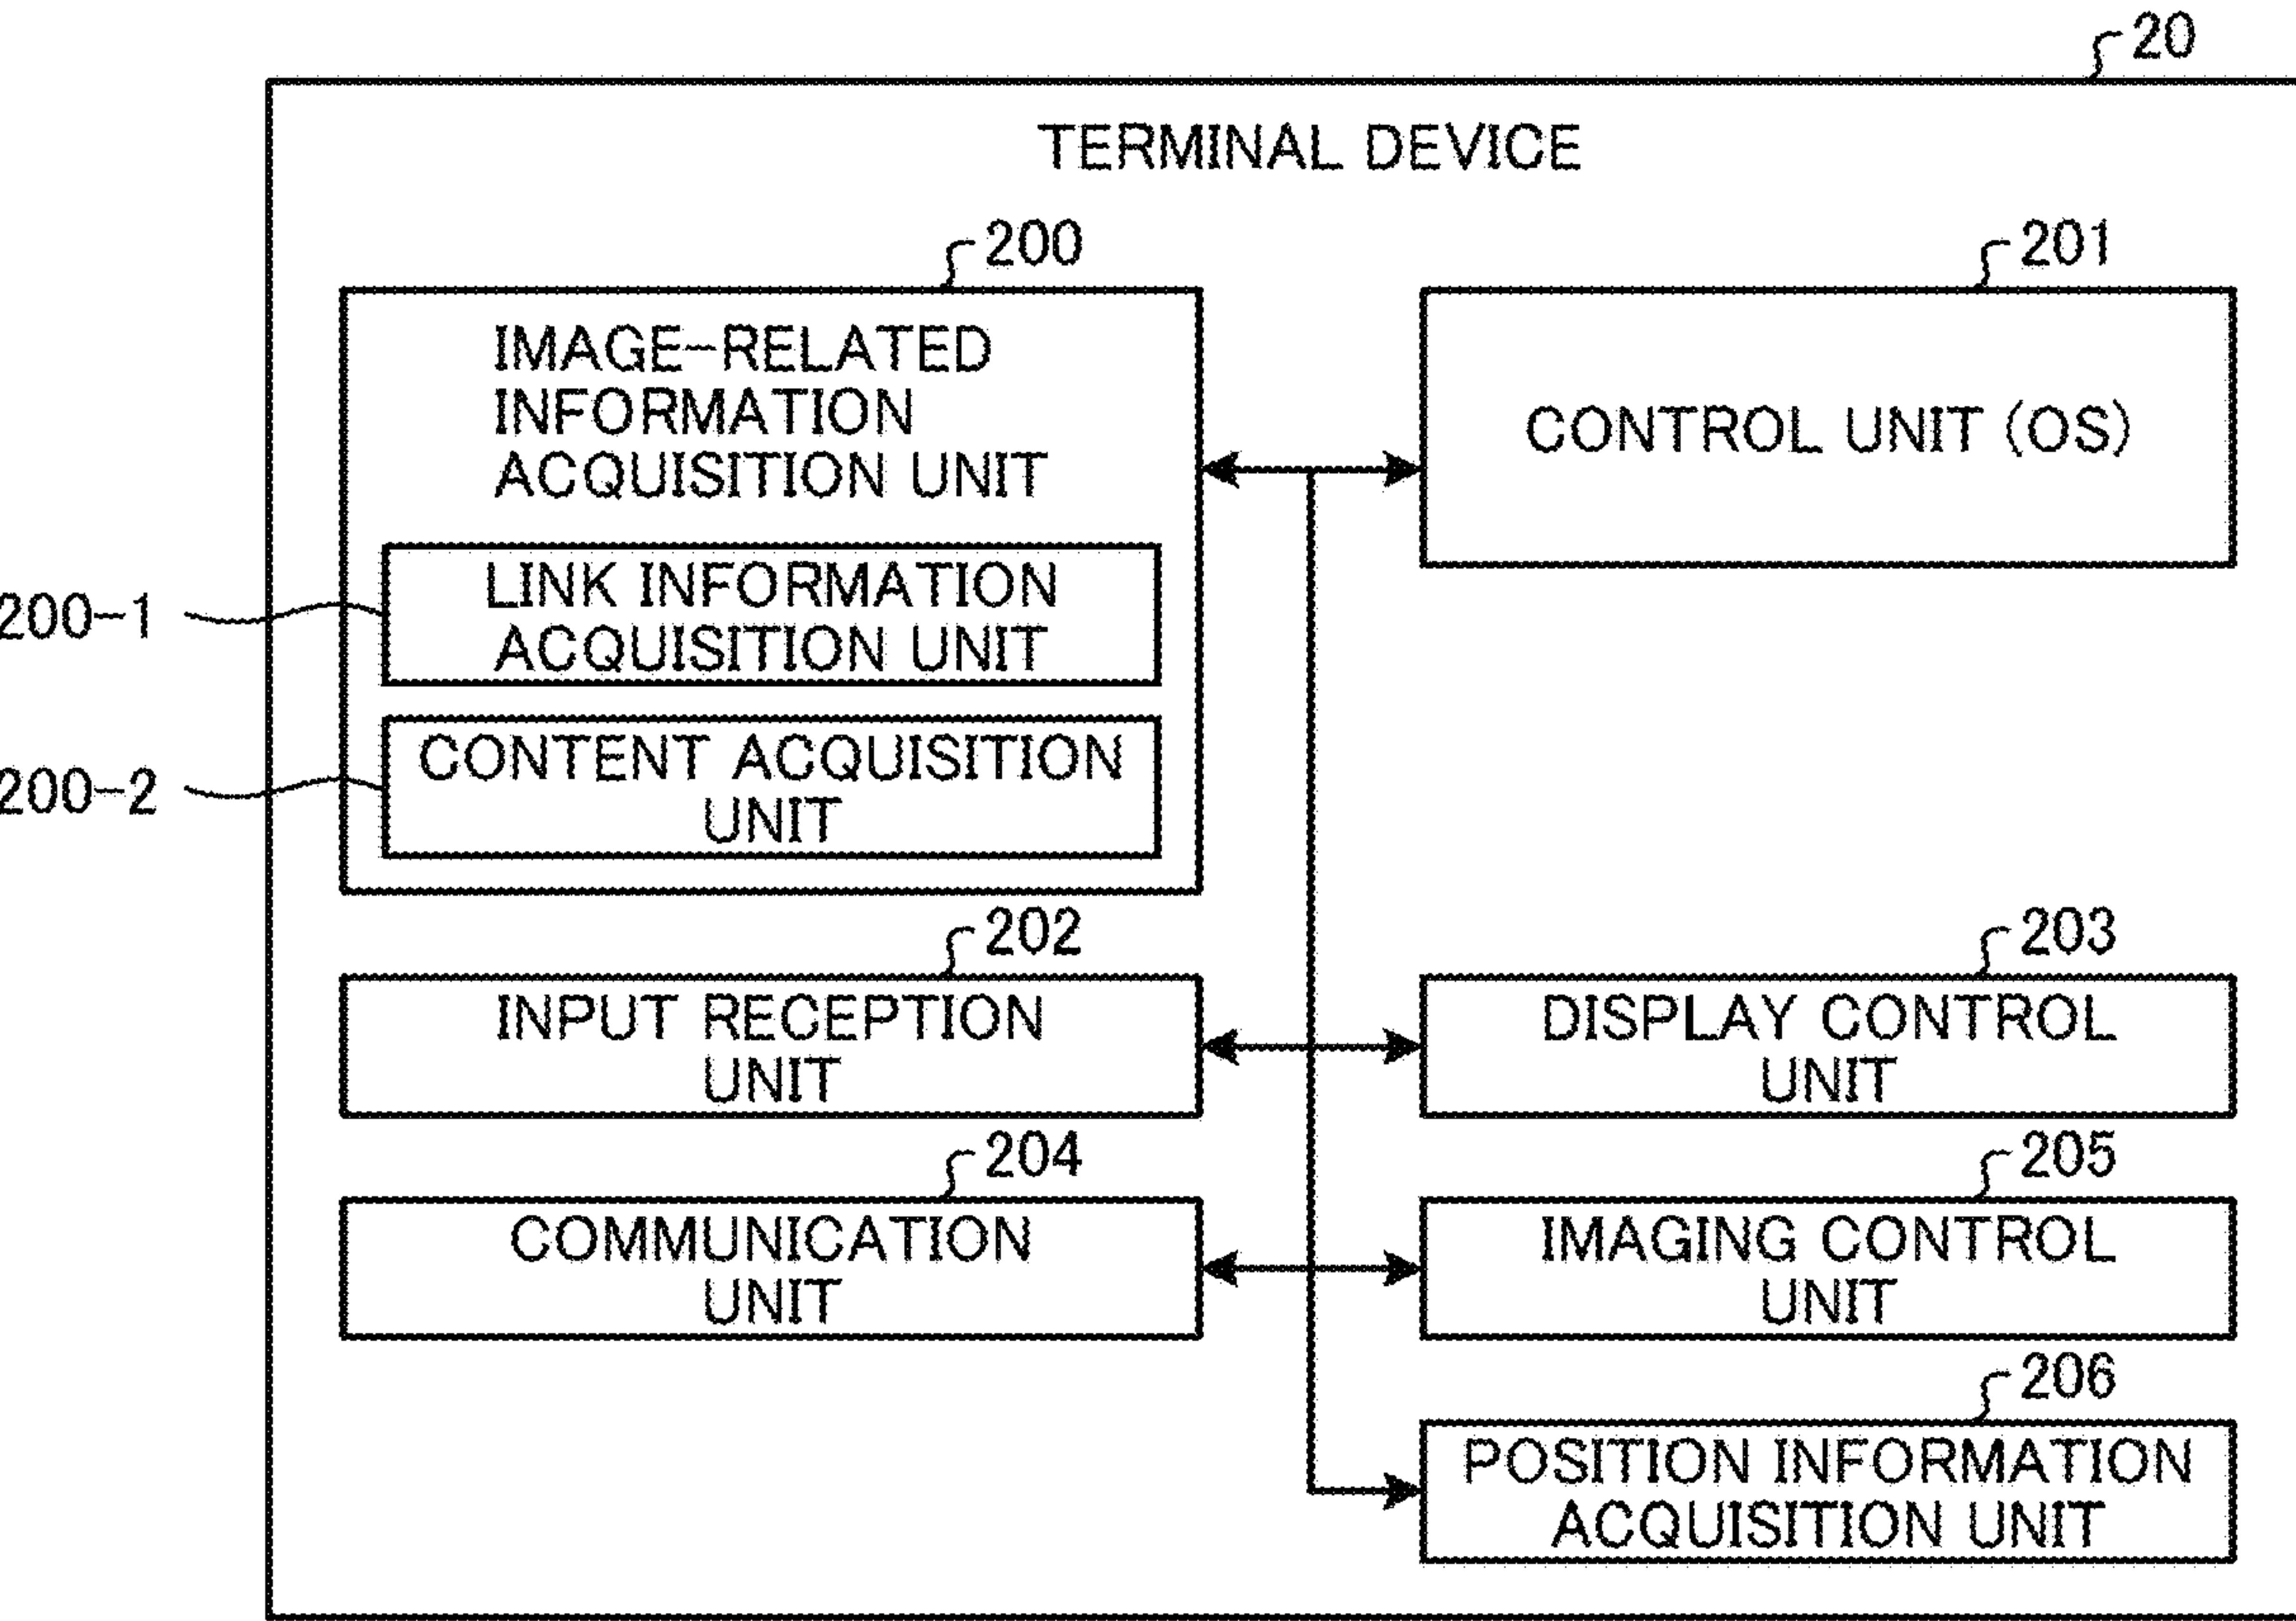 20
TERMINAL DEVICE
200
IMAGE-RELATED
INFORMATION
ACQUISITION UNIT
200-1
LINK INFORMATION
ACQUISITION UNIT
200-2
CONTENT ACQUISITION
UNIT
201
CONTROL UNIT (OS)
202
INPUT RECEPTION
UNIT
203
DISPLAY CONTROL
UNIT
204
COMMUNICATION
UNIT
205
IMAGING CONTROL
UNIT
206
POSITION INFORMATION
ACQUISITION UNIT